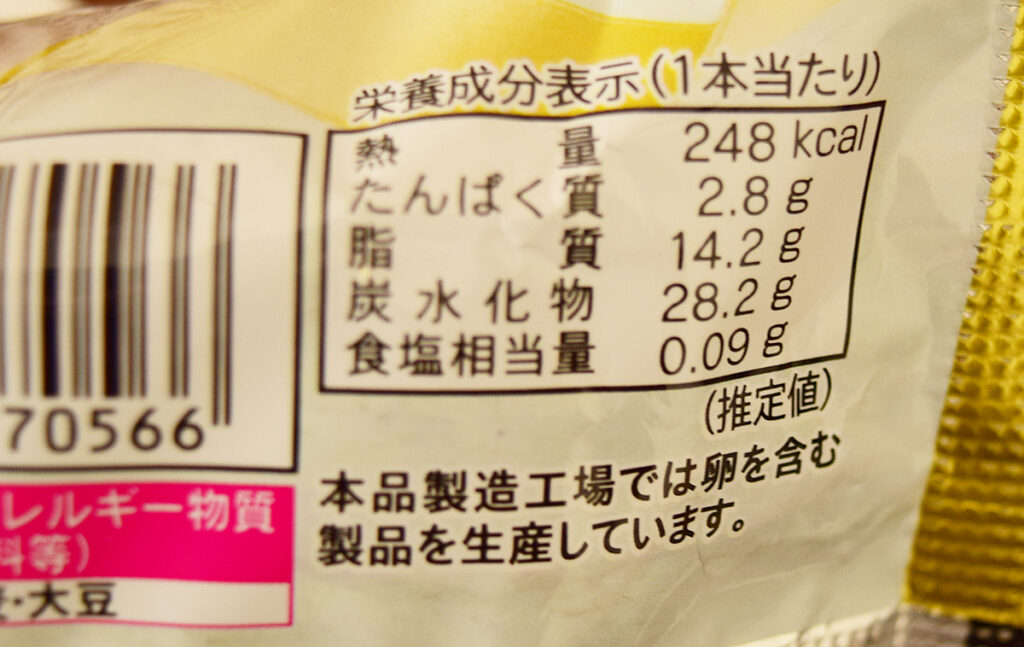 栄養成分表示(1本当たり)
熱量 248 kcal
たんぱく質 2.8 g
脂質 14.2 g
炭水化物 28.2 g
食塩相当量 0.09 g
(推定値)
本品製造工場では卵を含む
製品を生産しています。
70566
レルギー物質
料等)
・大豆